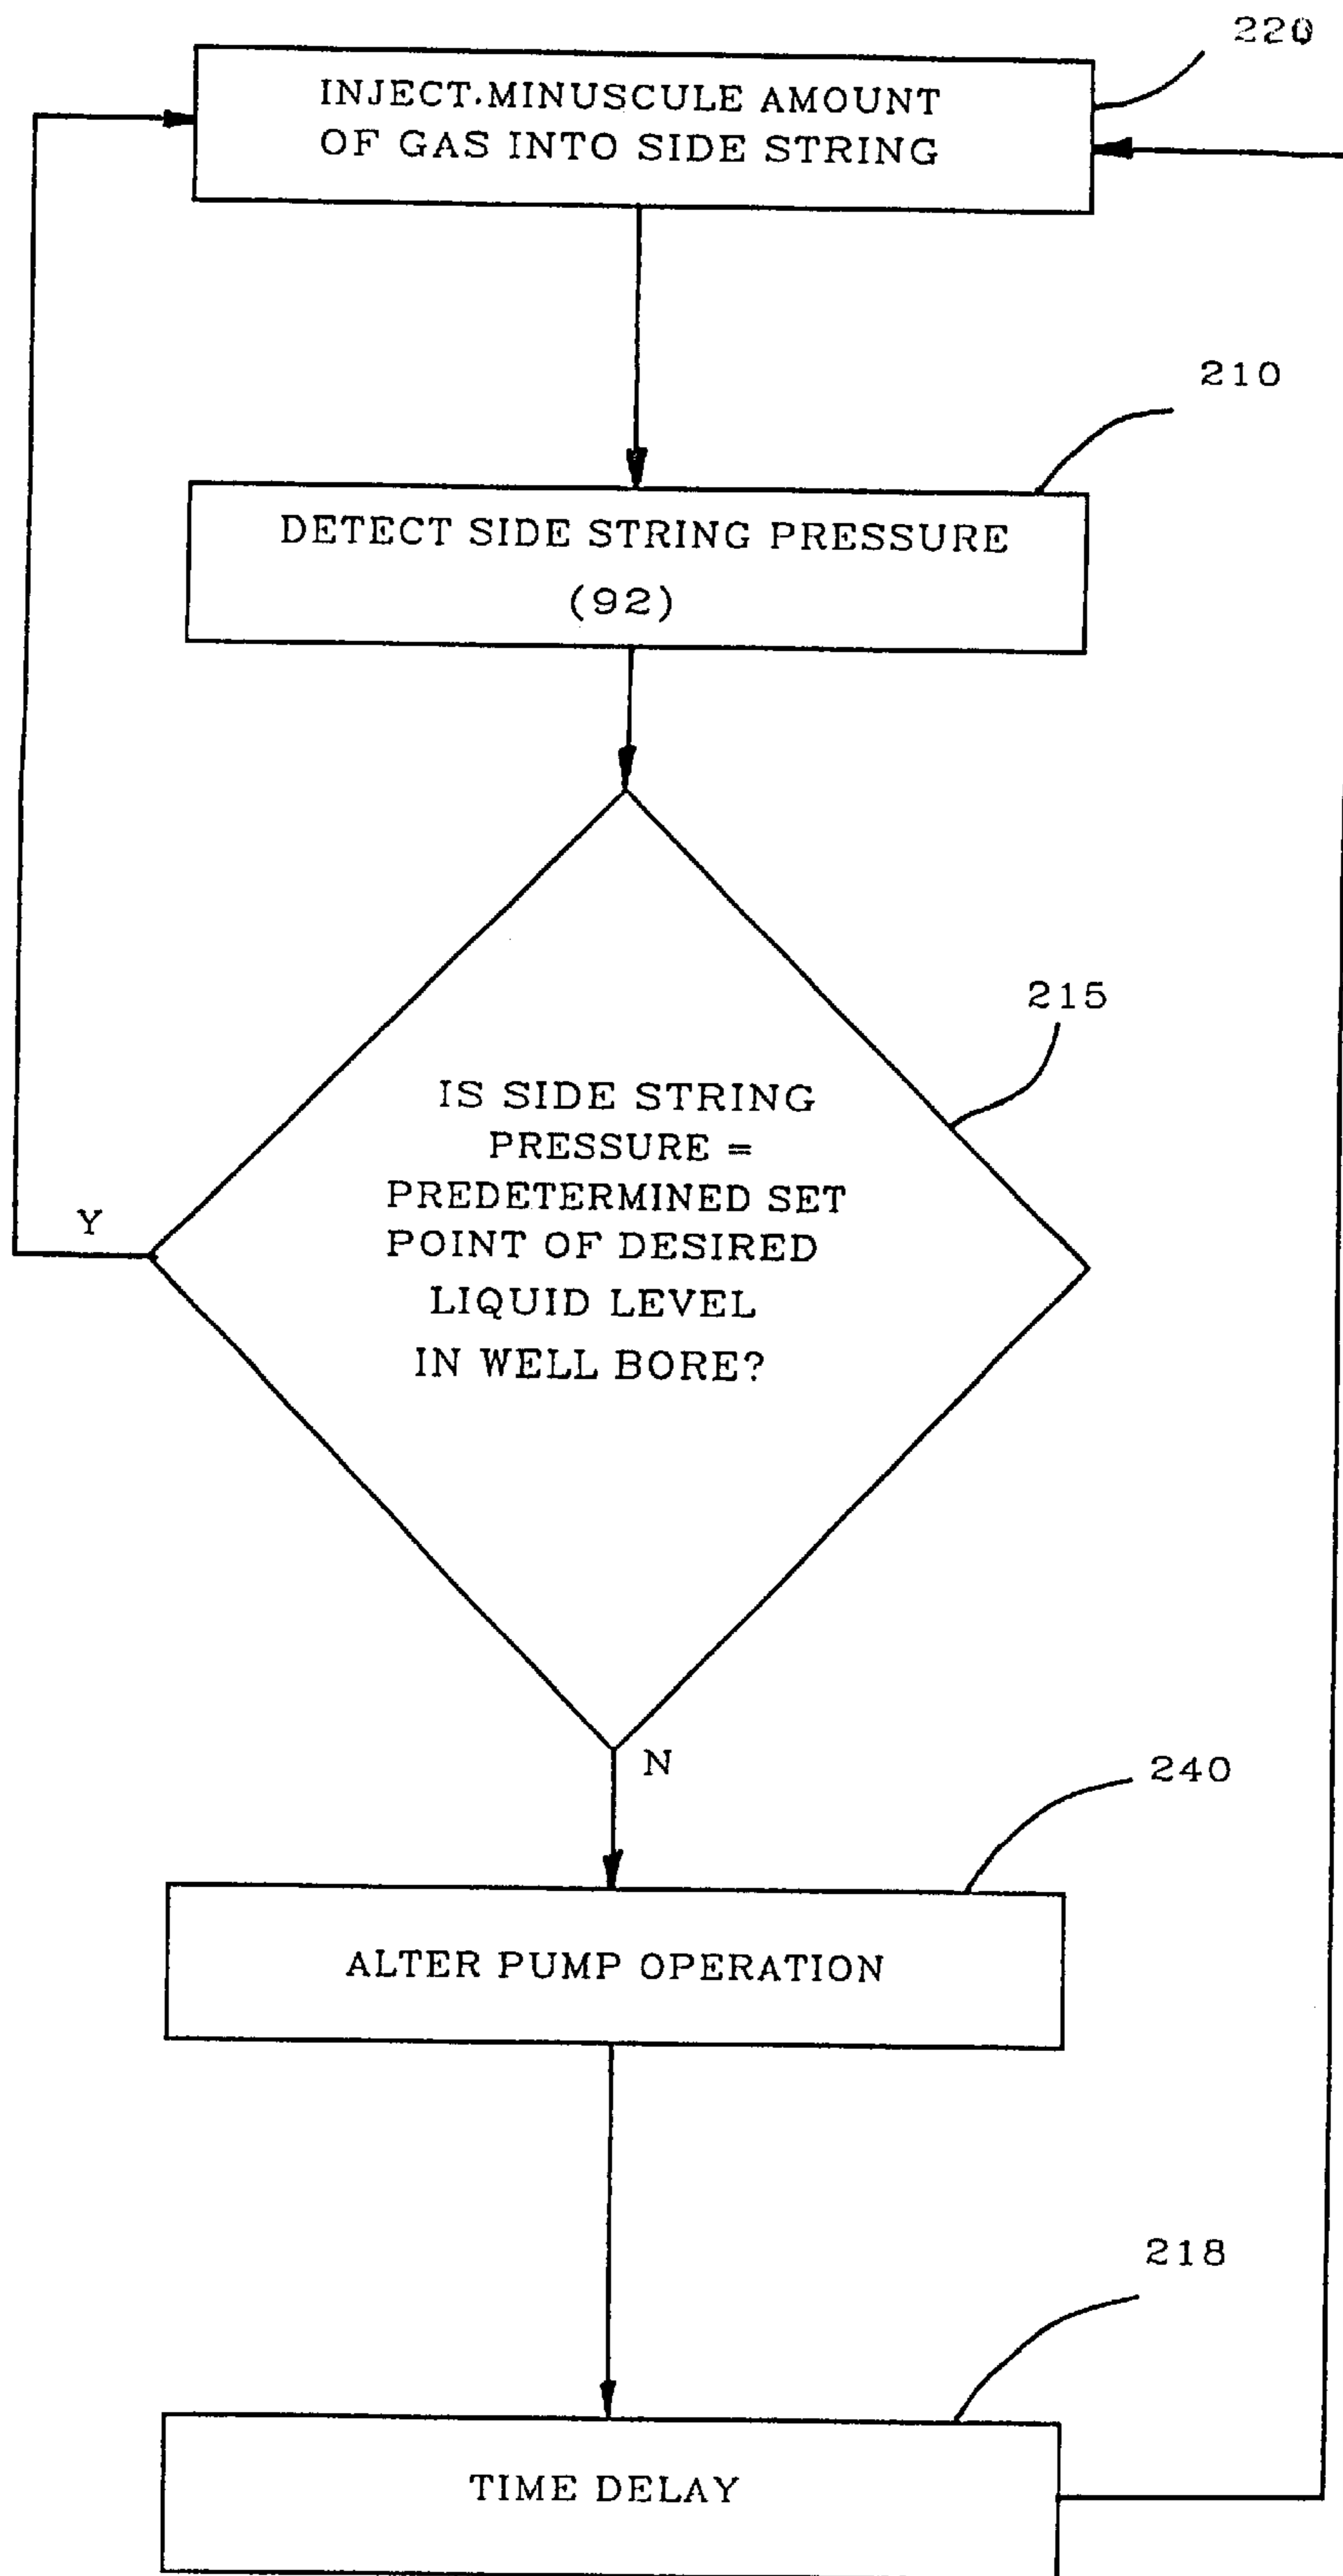 220
INJECT.MINUSCULE AMOUNT
OF GAS INTO SIDE STRING
210
DETECT SIDE STRING PRESSURE
(92)
215
IS SIDE STRING
PRESSURE =
PREDETERMINED SET
POINT OF DESIRED
LIQUID LEVEL
IN WELL BORE?
Y
N
240
ALTER PUMP OPERATION
218
TIME DELAY